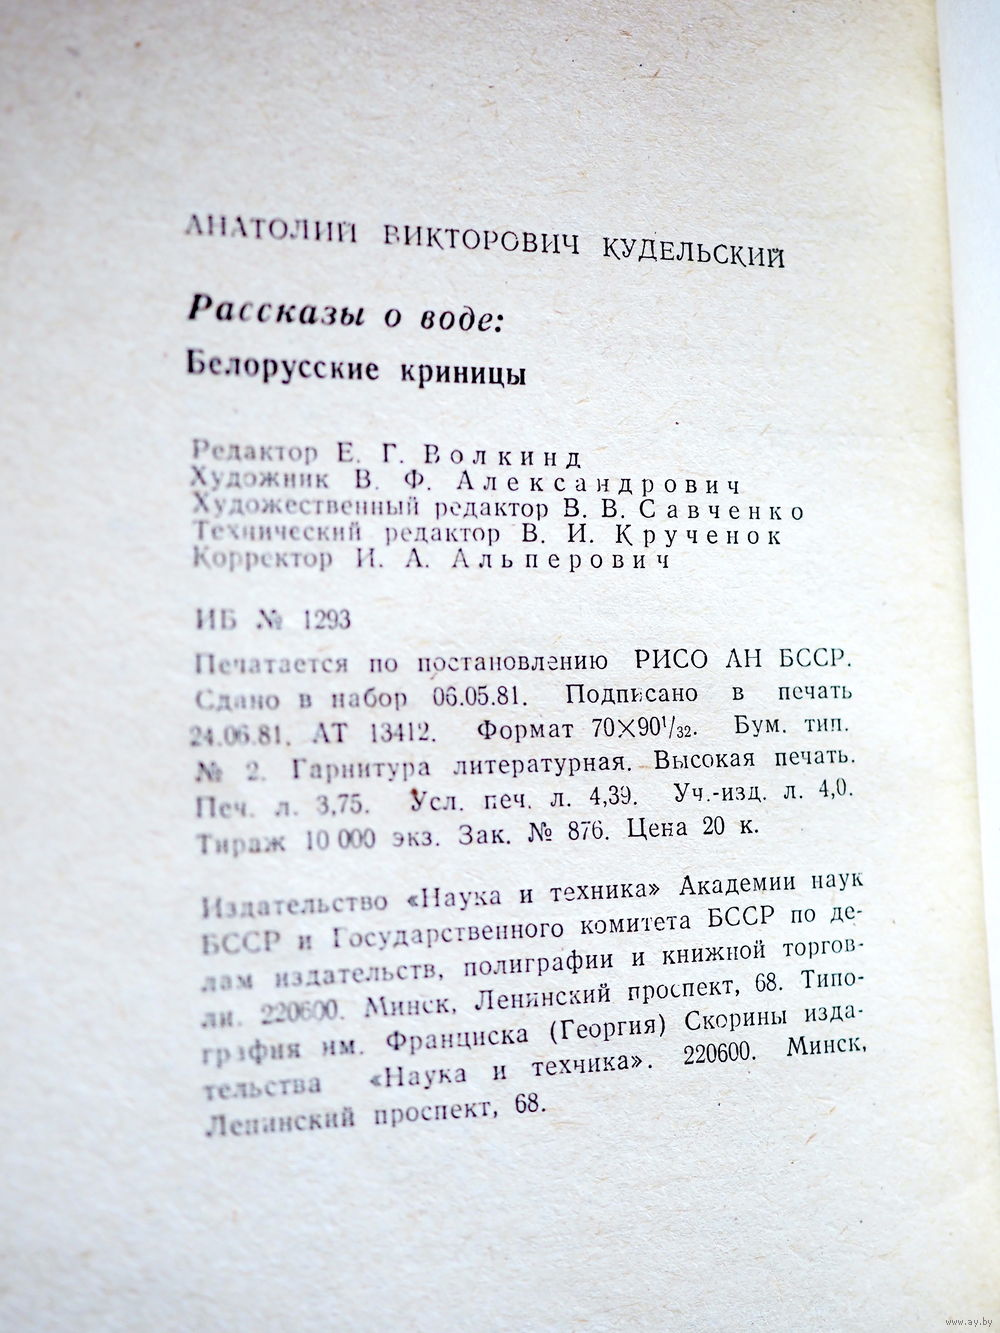 АНАТОЛИЙ ВИКТОРОВИЧ КУДЕЛЬСКИЙ
Рассказы о воде:
Белорусские криницы
Редактор Е. Г. Волкинд
Художник В. Ф. Александрович
Художественный редактор В. В. Савченко
Технический редактор В. И. Крученок
Корректор И. А. Альперович
ИБ № 1293
Печатается по постановлению РИСО АН БССР.
Сдано в набор 06.05.81. Подписано в печать
24.06.81. АТ 13412. Формат 70×90¹/₃₂. Бум. тип.
№ 2. Гарнитура литературная. Высокая печать.
Печ. л. 3,75. Усл. печ. л. 4,39. Уч.-изд. л. 4,0.
Тираж 10 000 экз. Зак. № 876. Цена 20 к.
Издательство «Наука и техника» Академии наук
БССР и Государственного комитета БССР по де-
лам издательств, полиграфии и книжной торгов-
ли. 220600. Минск, Ленинский проспект, 68. Типо-
графия им. Франциска (Георгия) Скорины изда-
тельства «Наука и техника». 220600. Минск,
Ленинский проспект, 68.
www.ay.by